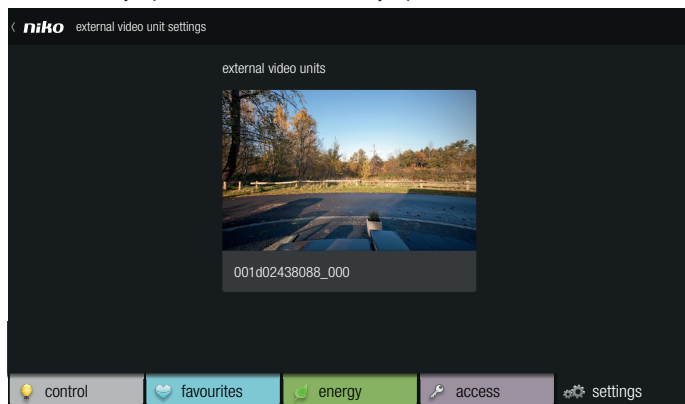 niko external video unit settings
external video units
001d02438088_000
control favourites energy access settings